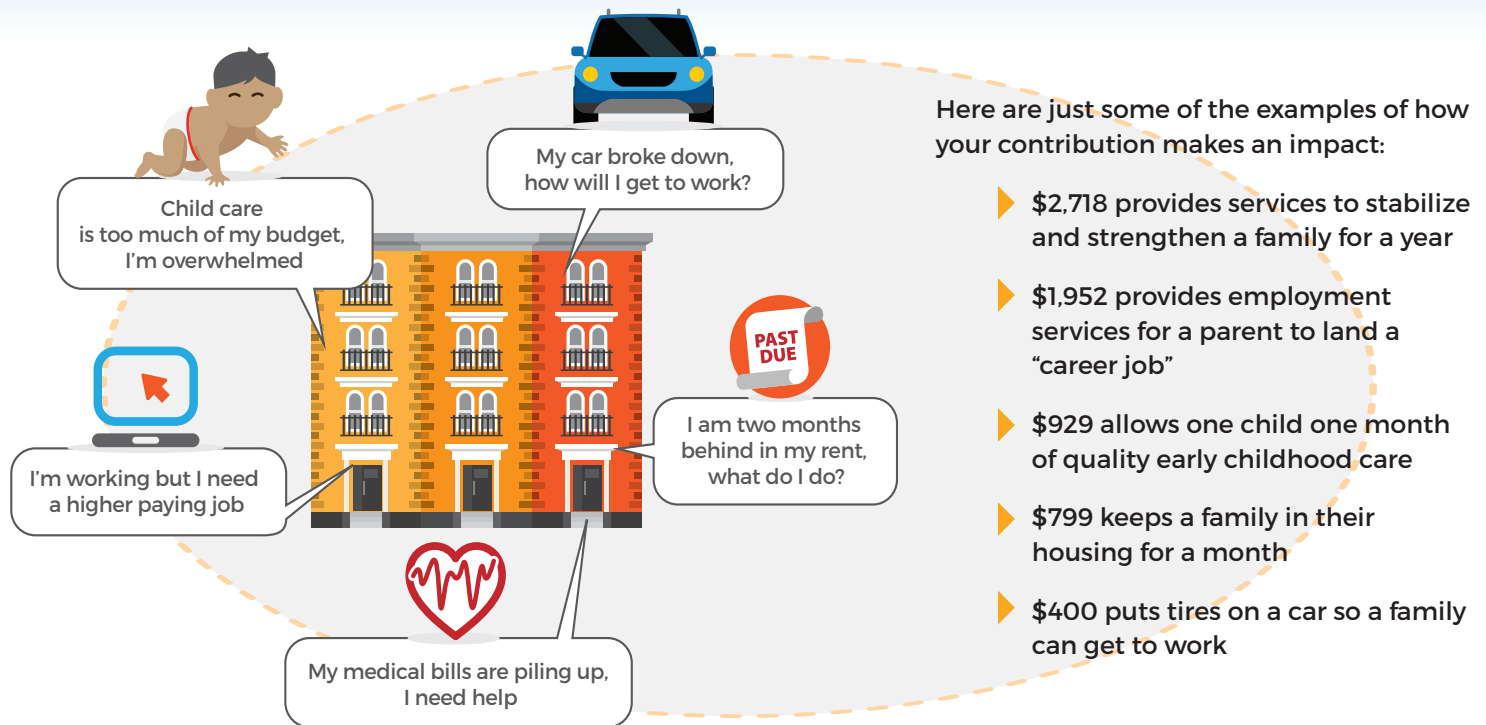 My car broke down,
how will I get to work?
Child care
is too much of my budget,
I'm overwhelmed
PAST
DUE
I am two months
behind in my rent,
what do I do?
I'm working but I need
a higher paying job
My medical bills are piling up,
I need help
Here are just some of the examples of how
your contribution makes an impact:
$2,718 provides services to stabilize
and strengthen a family for a year
$1,952 provides employment
services for a parent to land a
“career job”
$929 allows one child one month
of quality early childhood care
$799 keeps a family in their
housing for a month
$400 puts tires on a car so a family
can get to work